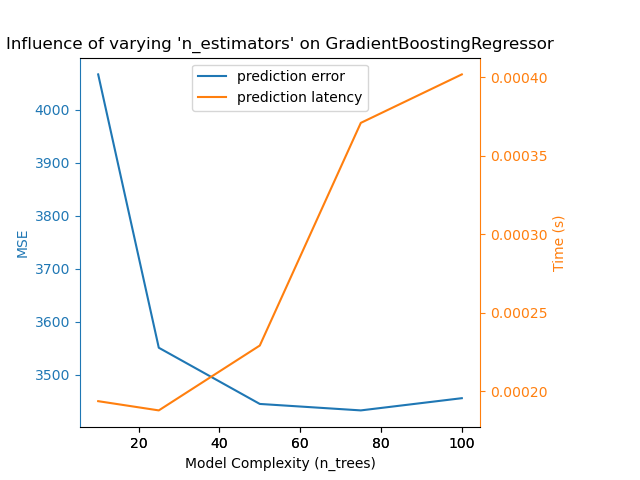 Influence of varying 'n_estimators' on GradientBoostingRegressor
prediction error
prediction latency
4000
3900
3800
3700
3600
3500
MSE
0.00040
0.00035
0.00030
0.00025
0.00020
Time (s)
20
40
60
80
100
Model Complexity (n_trees)